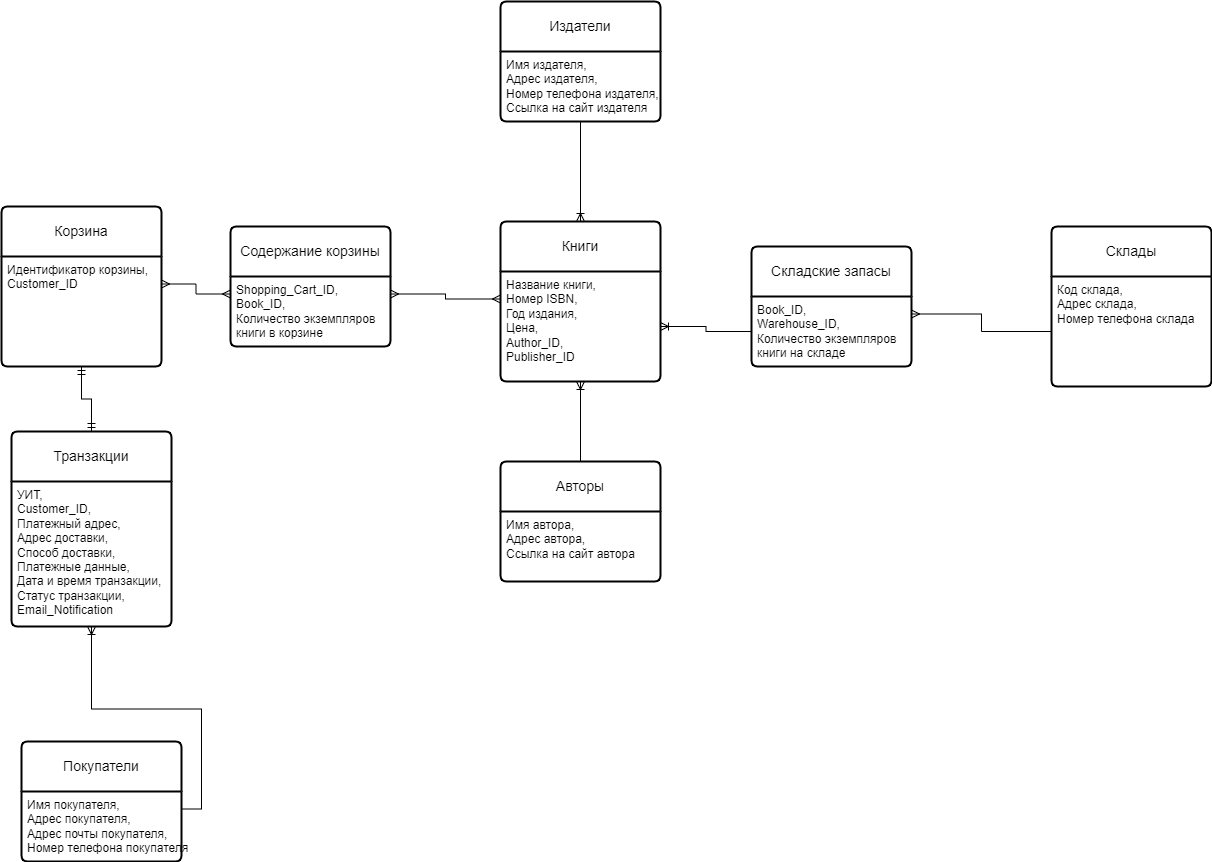 Издатели
Имя издателя,
Адрес издателя,
Номер телефона издателя,
Ссылка на сайт издателя
Корзина
Идентификатор корзины,
Customer_ID
Содержание корзины
Shopping_Cart_ID,
Book_ID,
Количество экземпляров
книги в корзине
Книги
Название книги,
Номер ISBN,
Год издания,
Цена,
Author_ID,
Publisher_ID
Складские запасы
Book_ID,
Warehouse_ID,
Количество экземпляров
книги на складе
Склады
Код склада,
Адрес склада,
Номер телефона склада
Транзакции
УИТ,
Customer_ID,
Платежный адрес,
Адрес доставки,
Способ доставки,
Платежные данные,
Дата и время транзакции,
Статус транзакции,
Email_Notification
Авторы
Имя автора,
Адрес автора,
Ссылка на сайт автора
Покупатели
Имя покупателя,
Адрес покупателя,
Адрес почты покупателя,
Номер телефона покупателя